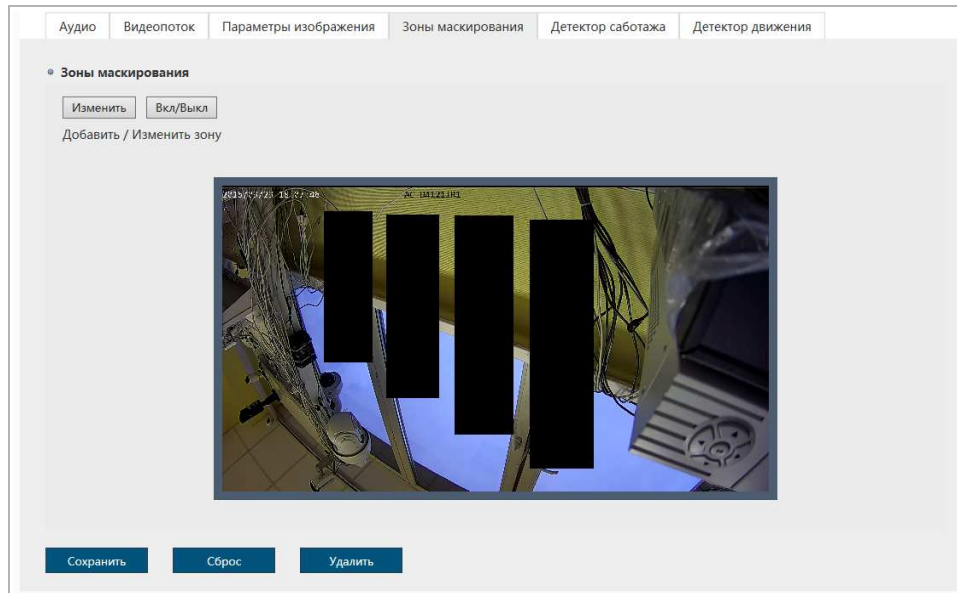 Аудио Видеопоток Параметры изображения Зоны маскирования Детектор саботажа Детектор движения
Зоны маскирования
Изменить Вкл/Выкл
Добавить / Изменить зону
Сохранить Сброс Удалить